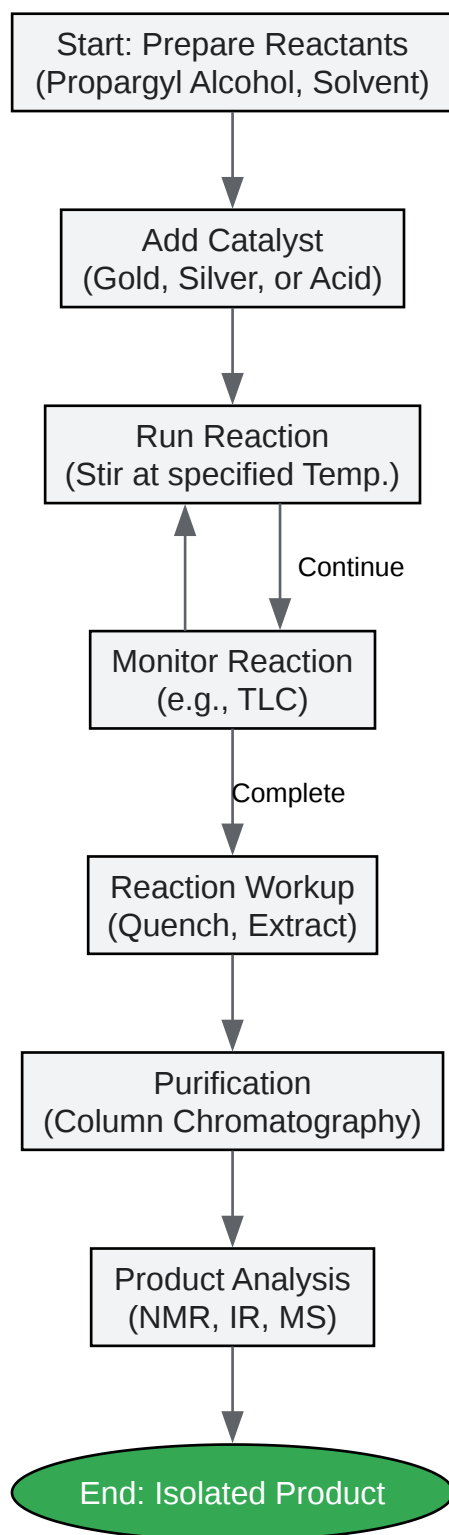 Start: Prepare Reactants
(Propargyl Alcohol, Solvent)
Add Catalyst
(Gold, Silver, or Acid)
Run Reaction
(Stir at specified Temp.)
Continue
Monitor Reaction
(e.g., TLC)
Complete
Reaction Workup
(Quench, Extract)
Purification
(Column Chromatography)
Product Analysis
(NMR, IR, MS)
End: Isolated Product